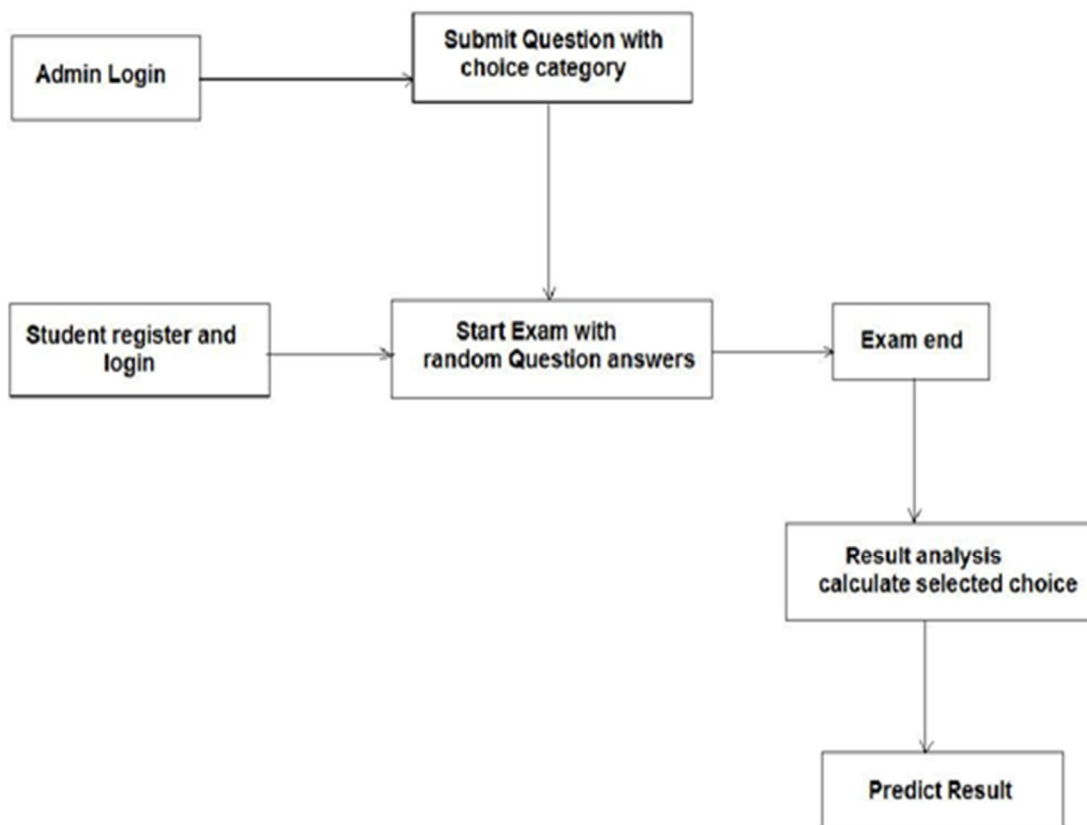 Submit Question with
choice category
Admin Login
Student register and
login
Start Exam with
random Question answers
Exam end
Result analysis
calculate selected choice
Predict Result